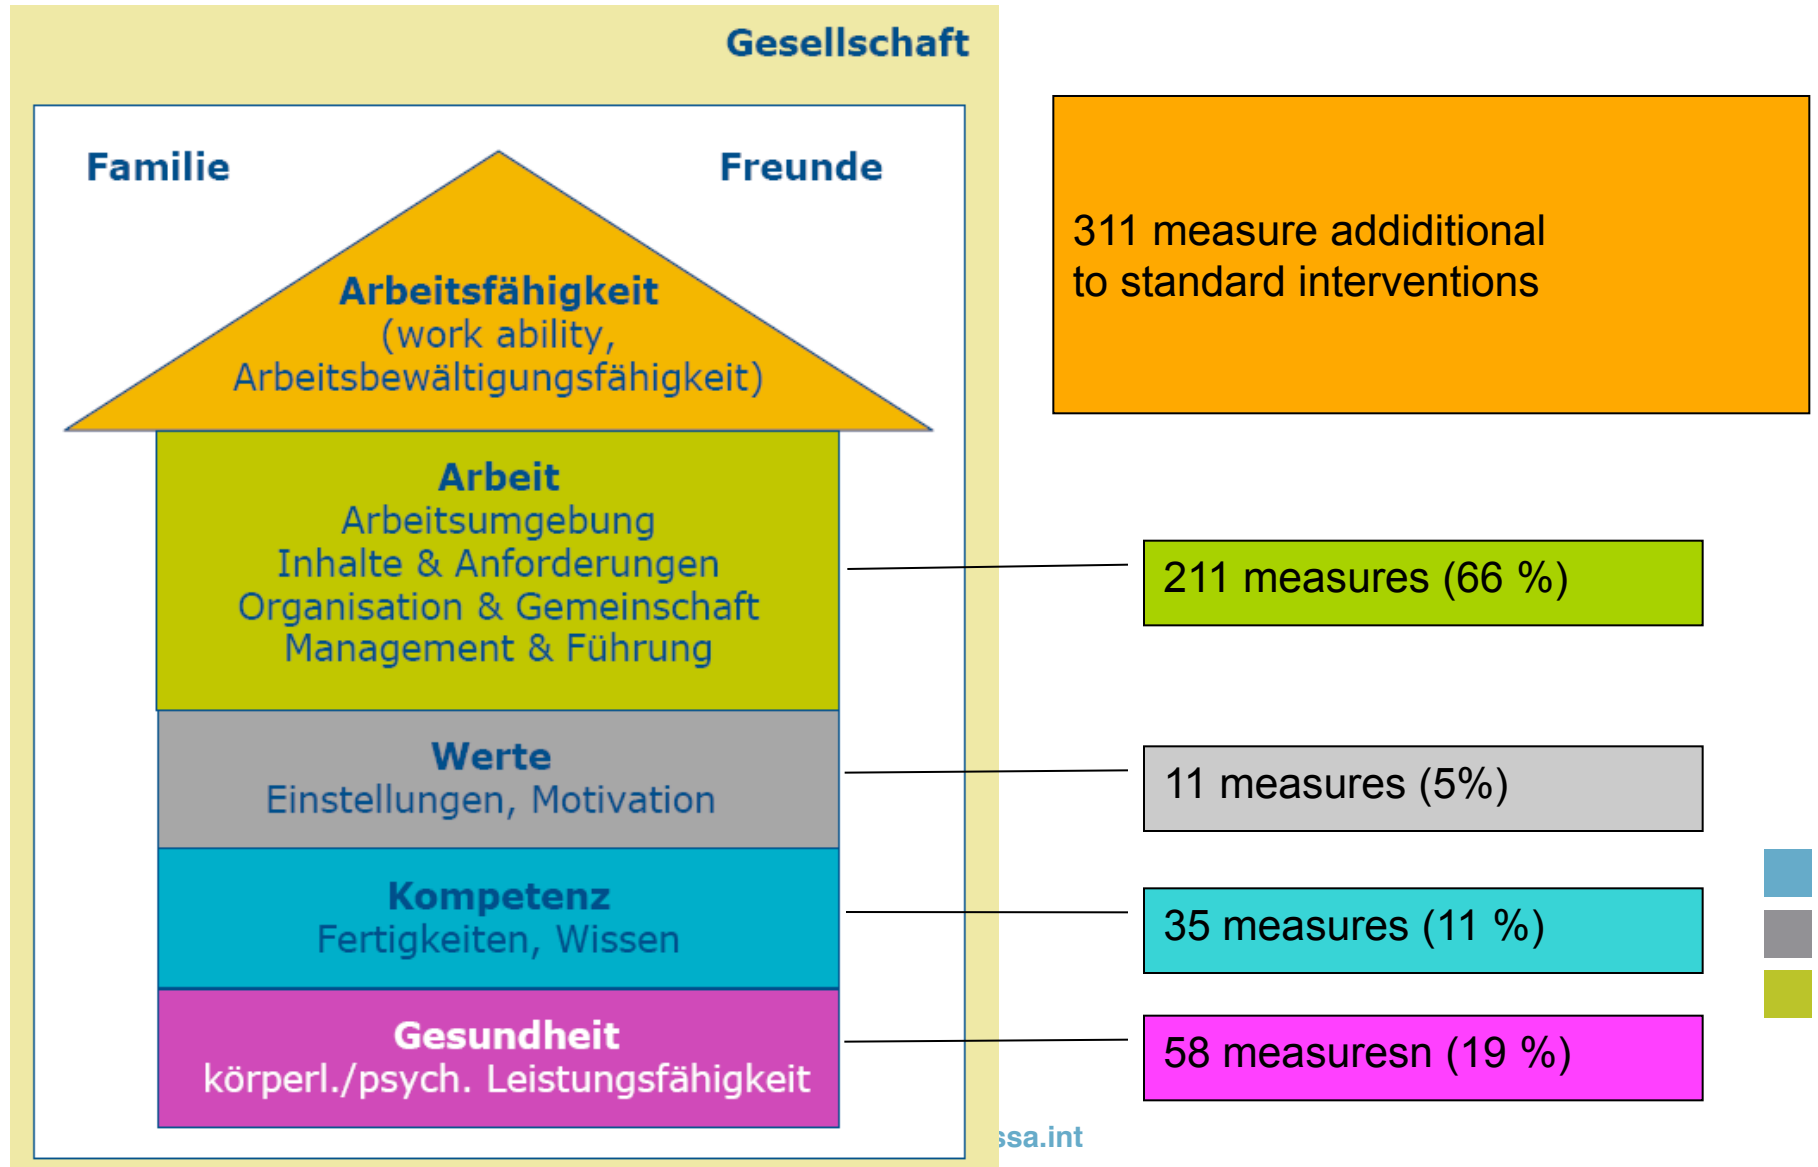 Gesellschaft
Familie
Freunde
Arbeitsfähigkeit
(work ability,
Arbeitsbewältigungsfähigkeit)
Arbeit
Arbeitsumgebung
Inhalte & Anforderungen
Organisation & Gemeinschaft
Management & Führung
Werte
Einstellungen, Motivation
Kompetenz
Fertigkeiten, Wissen
Gesundheit
körperl./psych. Leistungsfähigkeit
311 measure addiditional
to standard interventions
211 measures (66 %)
11 measures (5%)
35 measures (11 %)
58 measuresn (19 %)
ssa.int